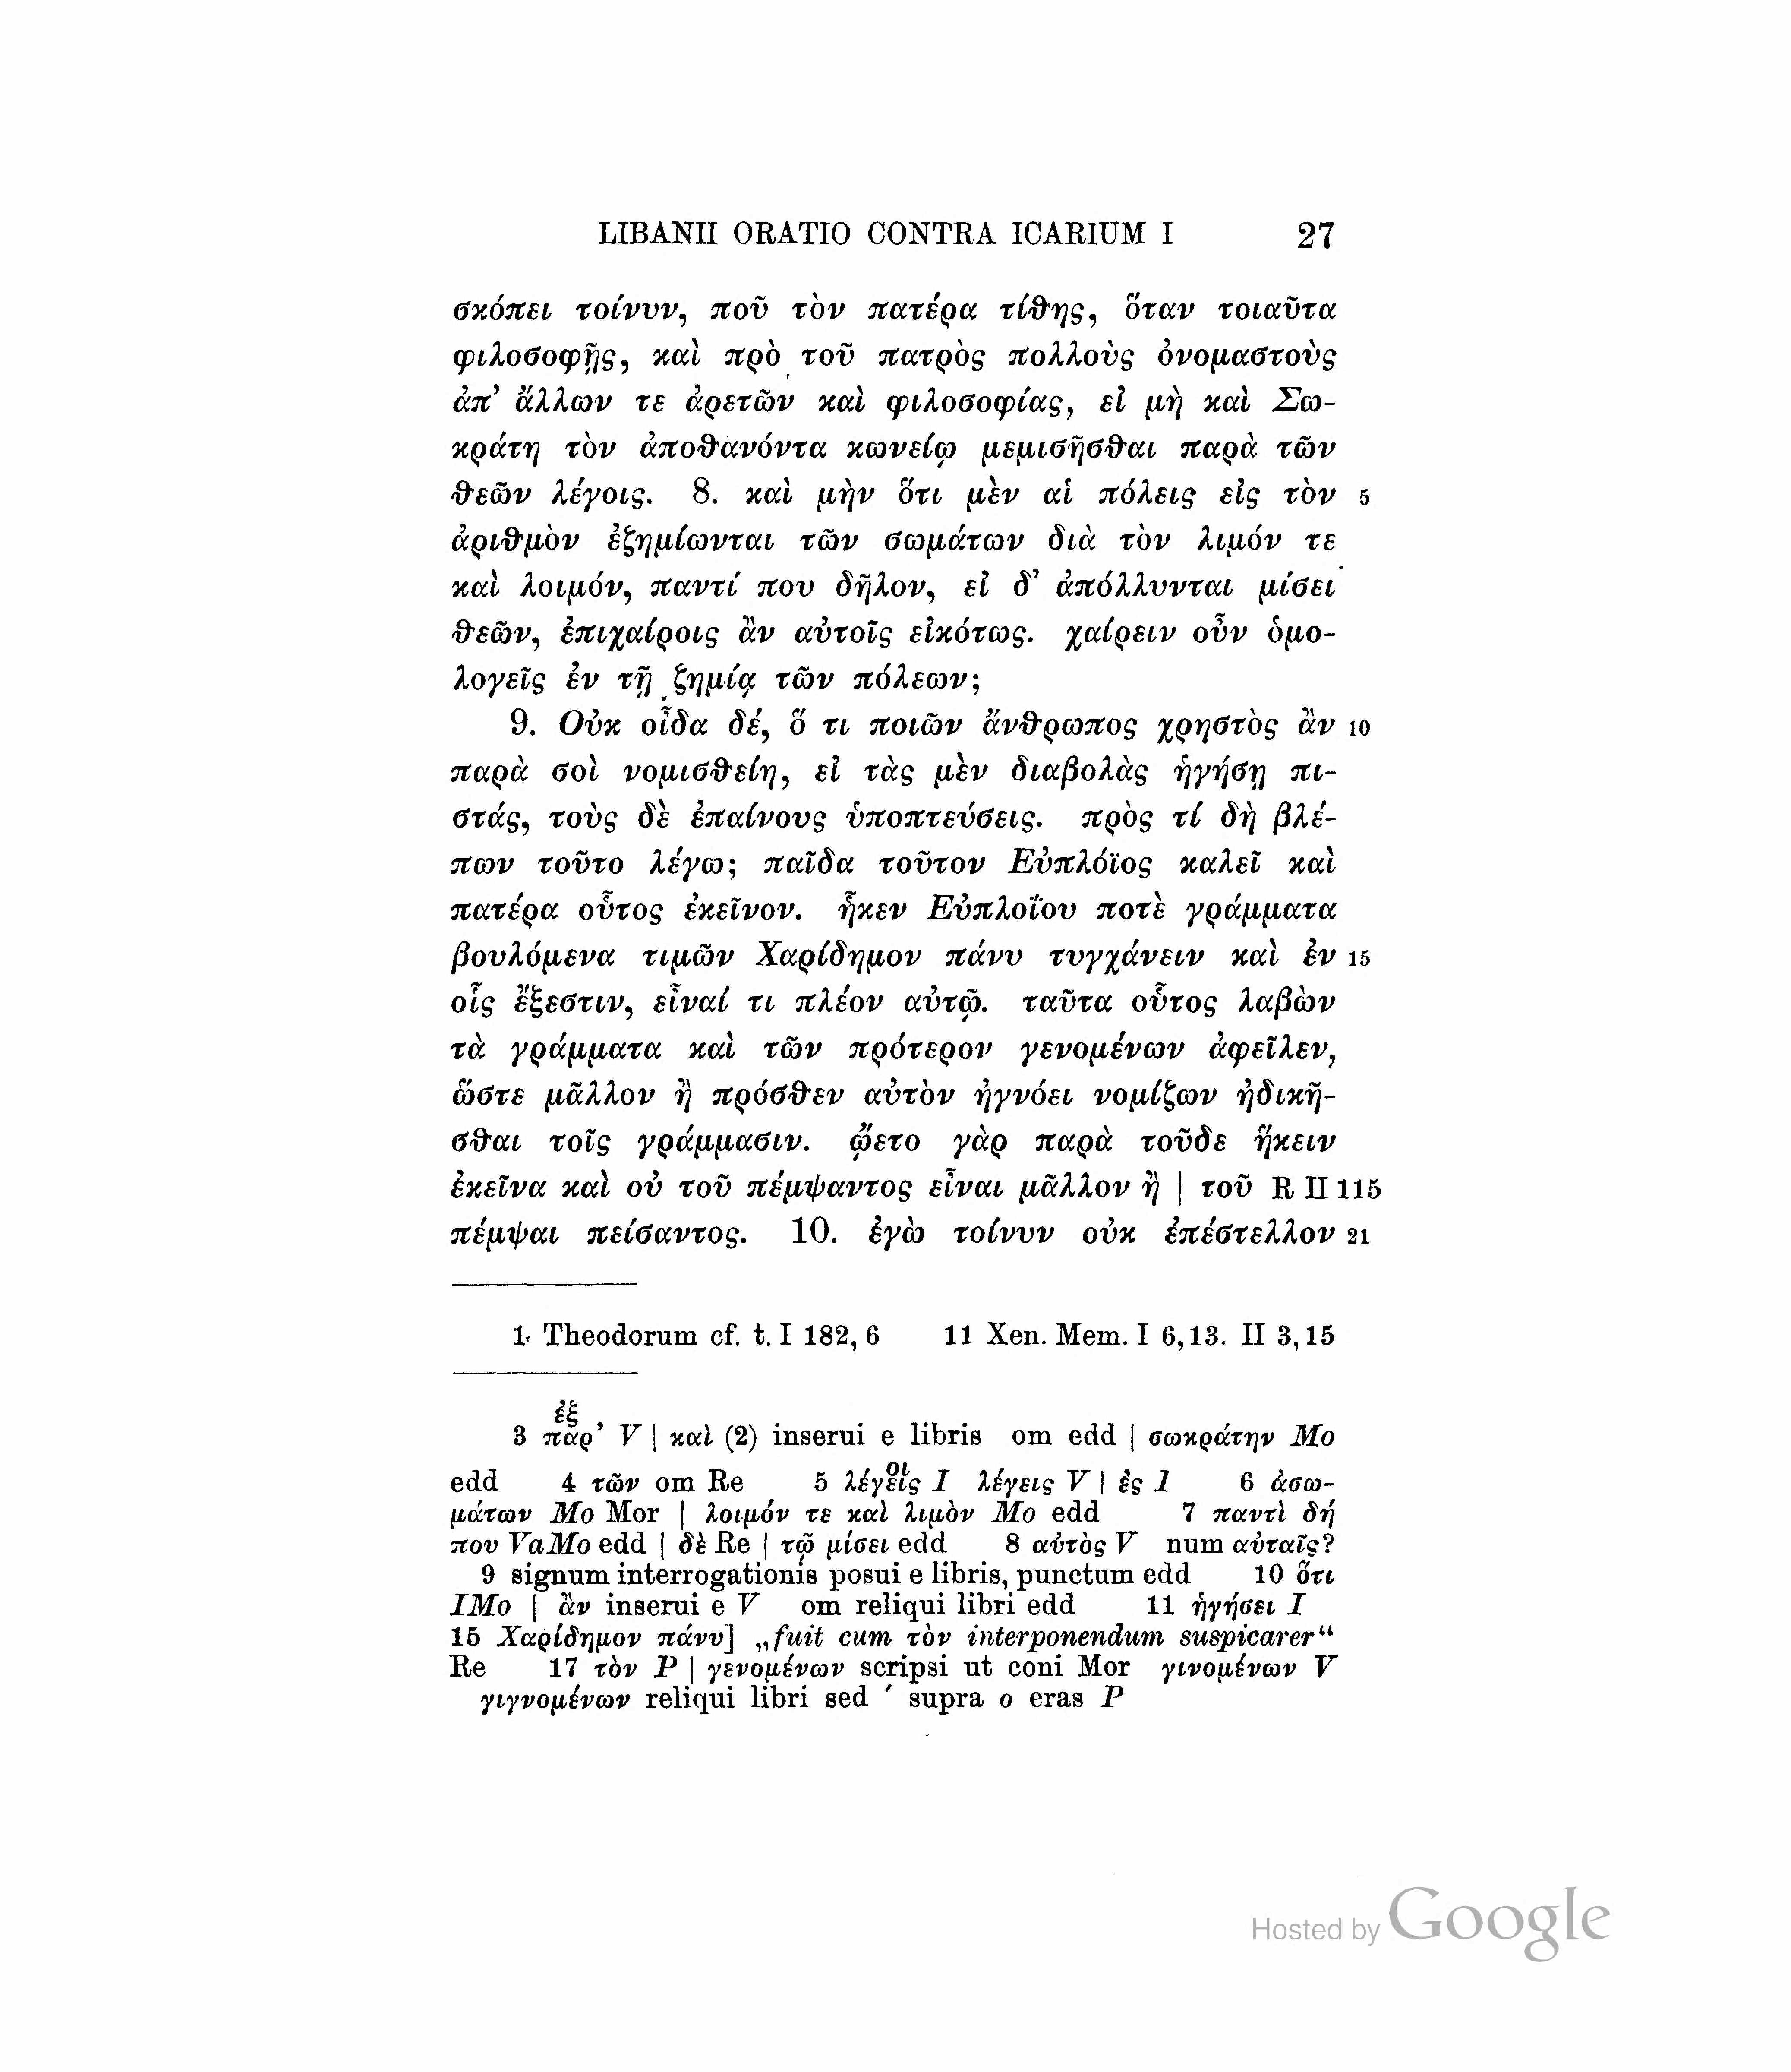 LIBANII ORATIO CONTRA ICARIUM I 27
σκόπει τοίνυν, ποῦ τὸν πατέρα τίθης, ὅταν τοιαῦτα
φιλοσοφῇς, καὶ πρὸ τοῦ πατρὸς πολλοὺς ὀνομαστοὺς
ἀπ’ ἄλλων τε ἀρετῶν καὶ φιλοσοφίας, εἰ μὴ καὶ Σω-
κράτη τὸν ἀποθανόντα κωνείῳ μεμισῆσθαι παρὰ τῶν
θεῶν λέγοις. 8. καὶ μὴν ὅτι μὲν αἱ πόλεις εἰς τὸν 5
ἀριθμὸν ἐζημίωνται τῶν σωμάτων διὰ τὸν λιμόν τε
καὶ λοιμόν, παντί που δῆλον, εἰ δ’ ἀπόλλυνται μίσει
θεῶν, ἐπιχαίροις ἂν αὐτοῖς εἰκότως. χαίρειν οὖν ὁμο-
λογεῖς ἐν τῇ ζημίᾳ τῶν πόλεων;
9. Οὐκ οἶδα δέ, ὅ τι ποιῶν ἄνθρωπος χρηστὸς ἂν 10
παρὰ σοὶ νομισθείη, εἰ τὰς μὲν διαβολὰς ἡγήσῃ πι-
στάς, τοὺς δὲ ἐπαίνους ὑποπτεύσεις. πρὸς τί δὴ βλέ-
πων τοῦτο λέγω; παῖδα τοῦτον Εὐπλόϊος καλεῖ καὶ
πατέρα οὗτος ἐκεῖνον. ἧκεν Εὐπλοΐου ποτὲ γράμματα
βουλόμενα τιμῶν Χαρίδημον πάνυ τυγχάνειν καὶ ἐν 15
οἷς ἔξεστιν, εἶναί τι πλέον αὐτῷ. ταῦτα οὗτος λαβὼν
τὰ γράμματα καὶ τῶν πρότερον γενομένων ἀφεῖλεν,
ὥστε μᾶλλον ἢ πρόσθεν αὐτὸν ἠγνόει νομίζων ἠδικῆ-
σθαι τοῖς γράμμασιν. ᾤετο γὰρ παρὰ τοῦδε ἥκειν
ἐκεῖνα καὶ οὐ τοῦ πέμψαντος εἶναι μᾶλλον ἢ | τοῦ R II 115
πέμψαι πείσαντος. 10. ἐγὼ τοίνυν οὐκ ἐπέστελλον 21
1 Theodorum cf. t. I 182, 6 11 Xen. Mem. I 6,13. II 3,15
ἐξ
3 παρ’ V | καὶ (2) inserui e libris om edd | σωκράτην Mo
edd 4 τῶν om Re 5 λέγεῖς I λέγεις V | ἐς I 6 ἀσω-
οι
μάτων Mo Mor | λοιμόν τε καὶ λιμὸν Mo edd 7 παντὶ δή
που VaMo edd | δὲ Re | τῷ μίσει edd 8 αὐτὸς V num αὐταῖς?
9 signum interrogationis posui e libris, punctum edd 10 ὅτι
IMo | ἂν inserui e V om reliqui libri edd 11 ἡγήσει I
15 Χαρίδημον πάνυ] „fuit cum τὸν interponendum suspicarer“
Re 17 τὸν P | γενομένων scripsi ut coni Mor γινομένων V
γιγνομένων reliqui libri sed ′ supra ο eras P
Hosted by Google